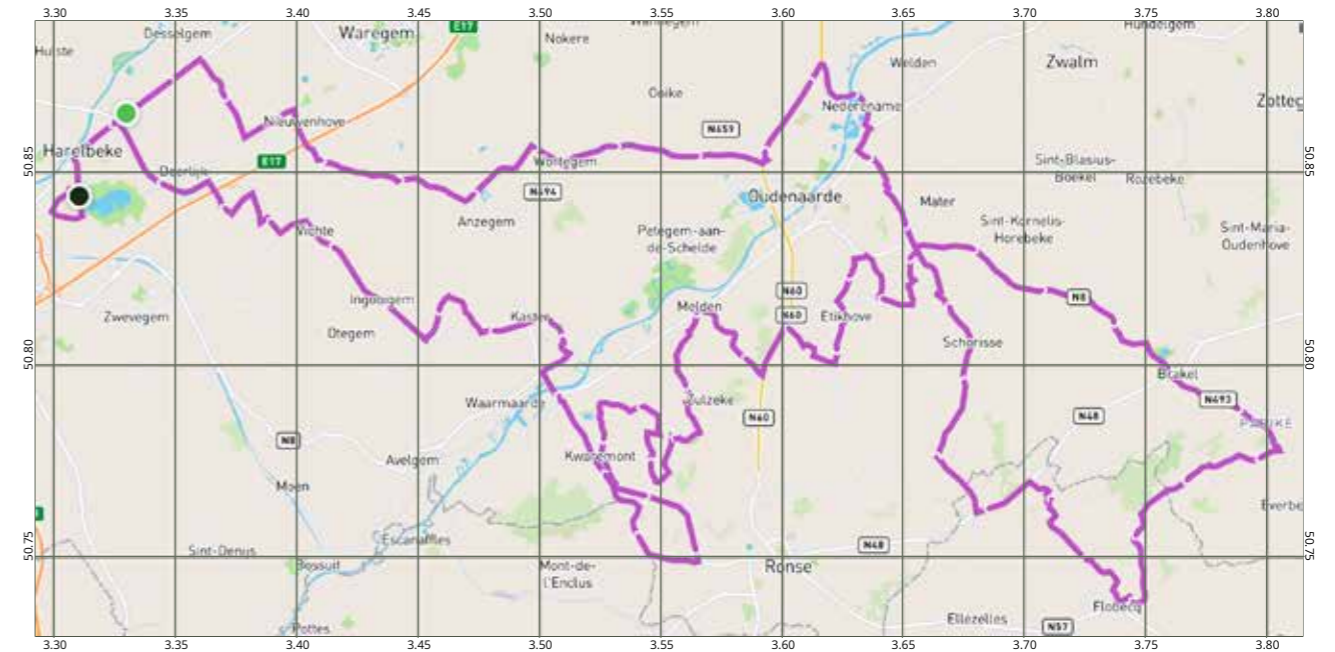 3.30 3.35 3.40 3.45 3.50 3.55 3.60 3.65 3.70 3.75 3.80
Desselgem
Waregem
E17
Nokere
Hulste
Welden
Zwalm
Ooike
Nederename
Nieuwenhove
N459
Harelbeke
E17
Wortegem
50.85
50.85
Deerlijk
Sint-Blasius-
Boekel
Rozebeke
N494
Oudenaarde
Mater
Anzegem
Vichte
Petegem-aan-
de-Schelde
Sint-Kornelis-
Horebeke
Sint-Maria-
Oudenhove
N60
N8
Ingooigem
Melden
Zwevegem
Kaster
N60
Etikhove
Otegem
Schorisse
50.80
50.80
Brakel
Waarmaarde
Zulzeke
N60
N48
N493
PARIKE
N8
Kwaremont
Avelgem
Moen
Everbe
Escanaffles
N48
Sint-Denijs
50.75
50.75
Bossuit
Mont-de-
l'Enclus
Ronse
Flobecq
Ellezelles
N57
Pottes
3.30 3.35 3.40 3.45 3.50 3.55 3.60 3.65 3.70 3.75 3.80